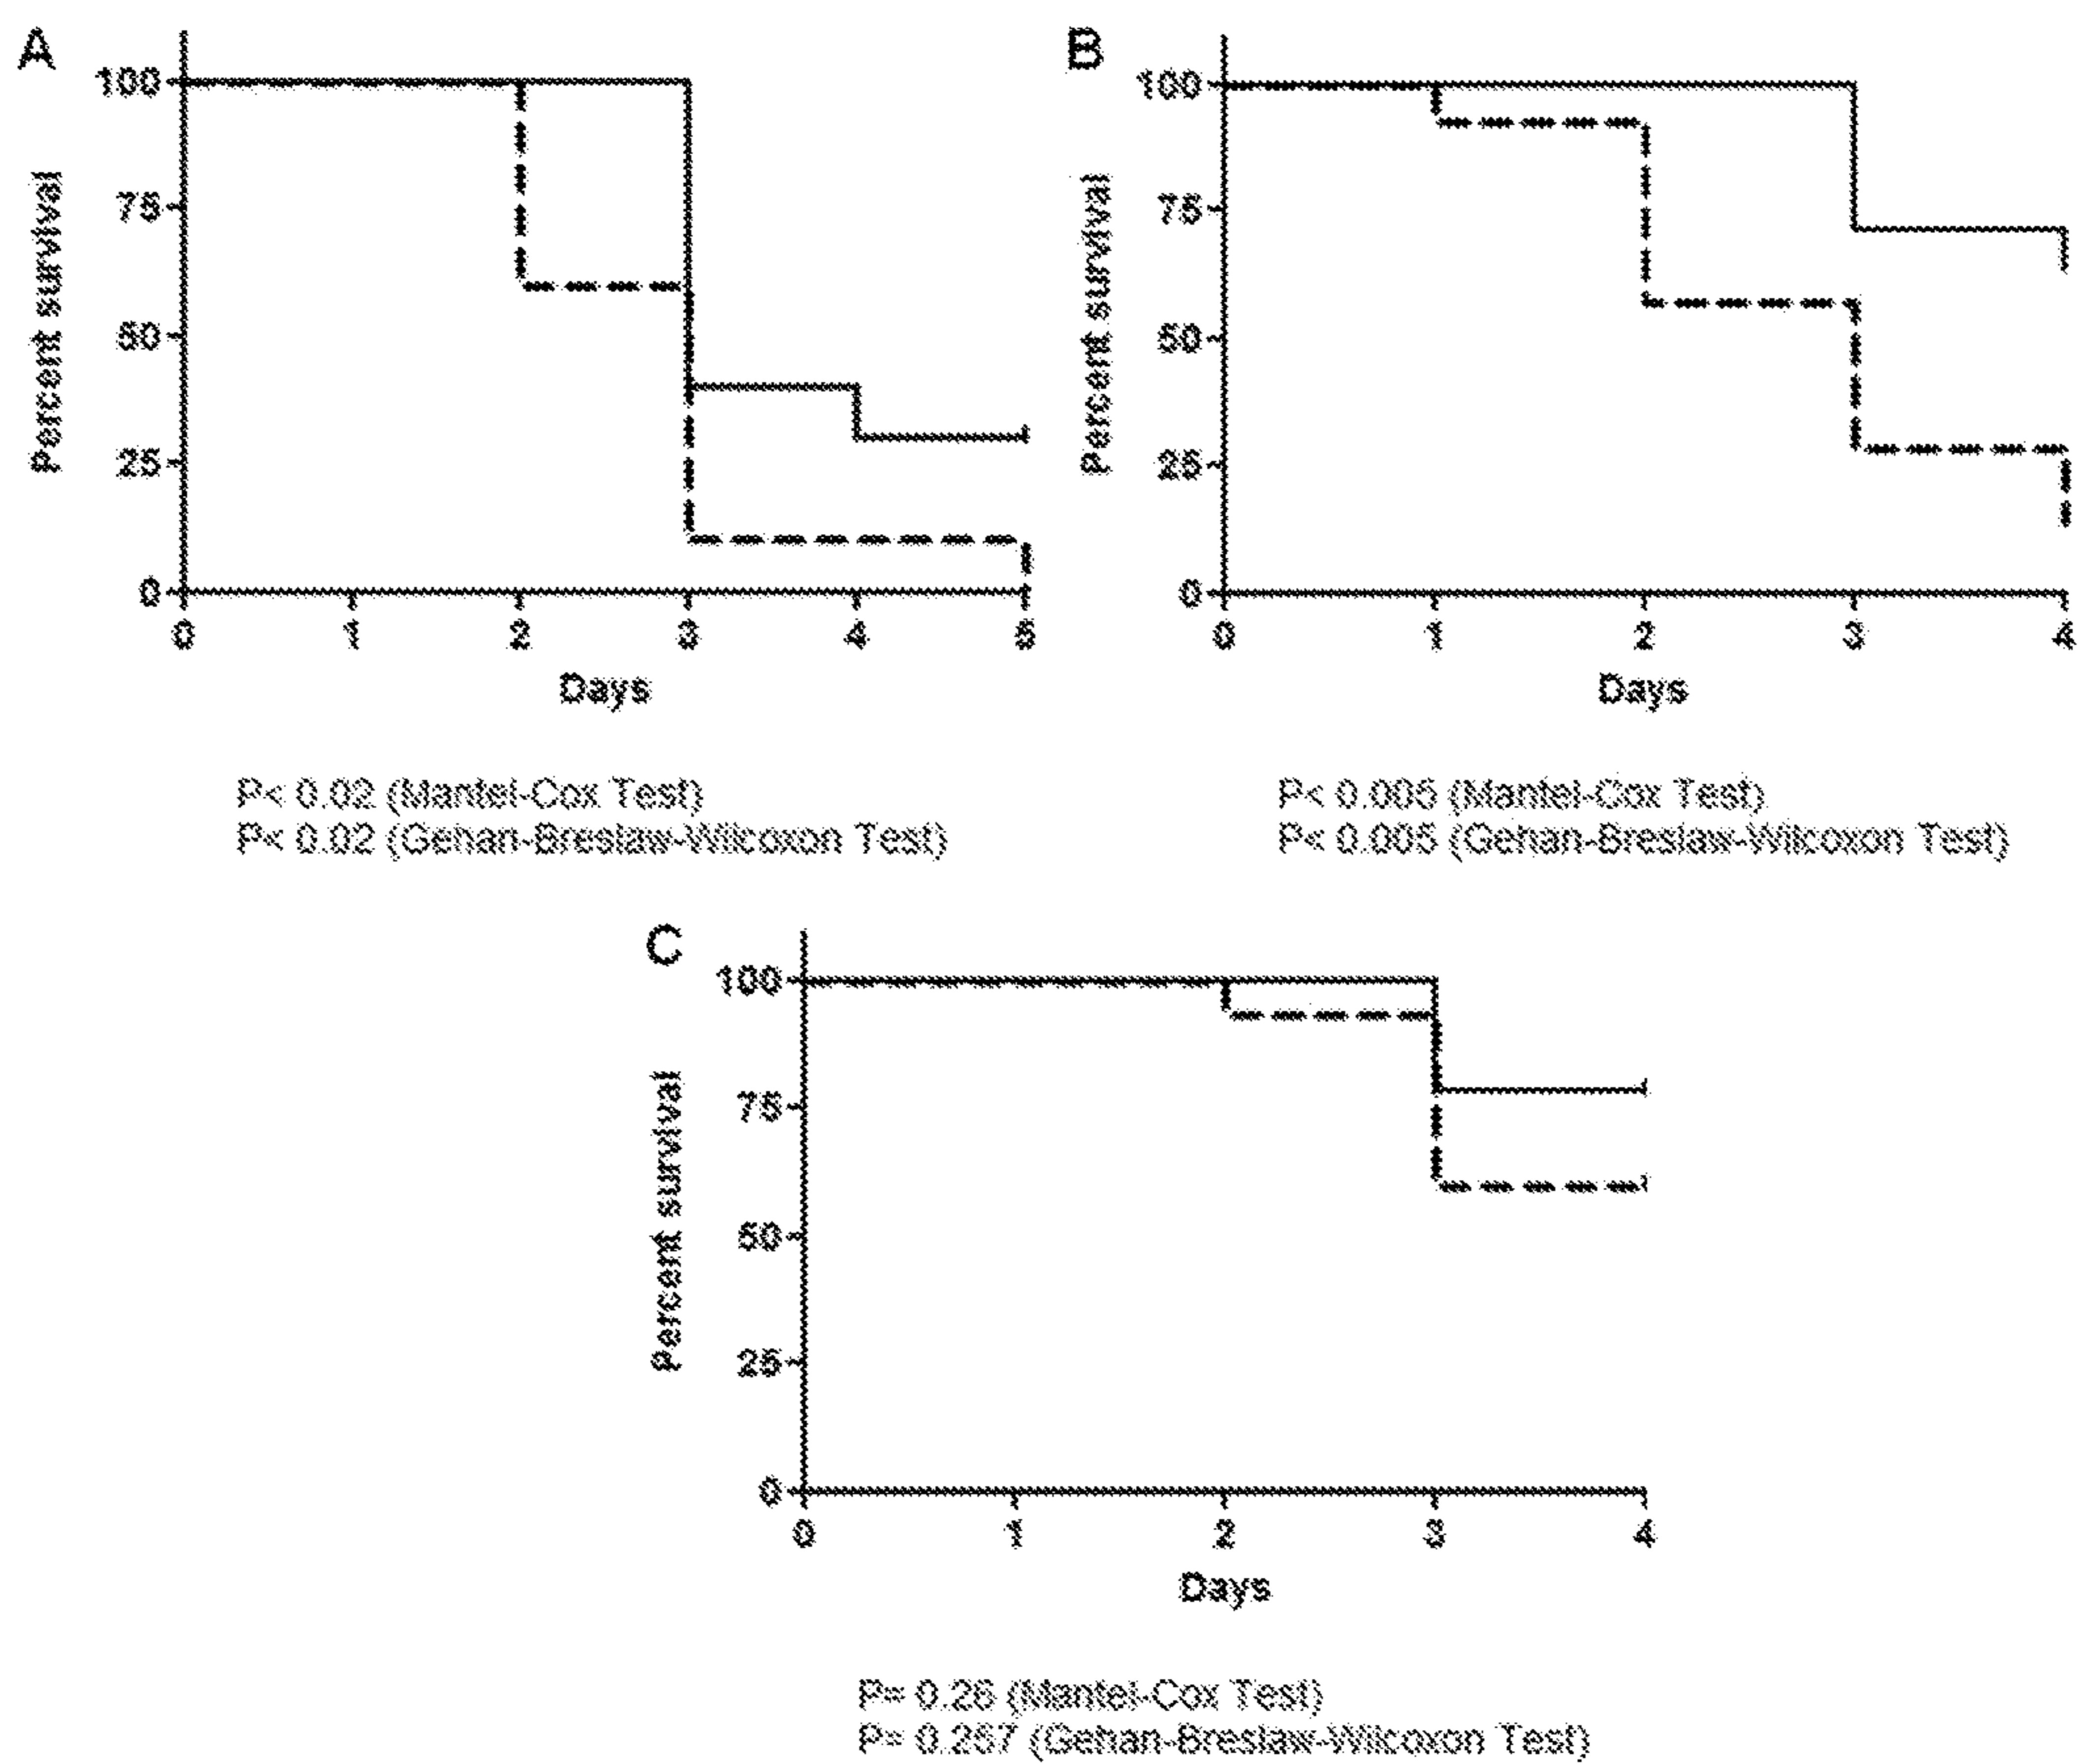 A
Percent survival
100
75
50
25
0
0 1 2 3 4 5
Days
P< 0.02 (Mantel-Cox Test)
P< 0.02 (Gehan-Breslaw-Wilcoxon Test)
B
Percent survival
100
75
50
25
0
0 1 2 3 4
Days
P< 0.005 (Mantel-Cox Test)
P< 0.005 (Gehan-Breslaw-Wilcoxon Test)
C
Percent survival
100
75
50
25
0
0 1 2 3 4
Days
P= 0.26 (Mantel-Cox Test)
P= 0.257 (Gehan-Breslaw-Wilcoxon Test)